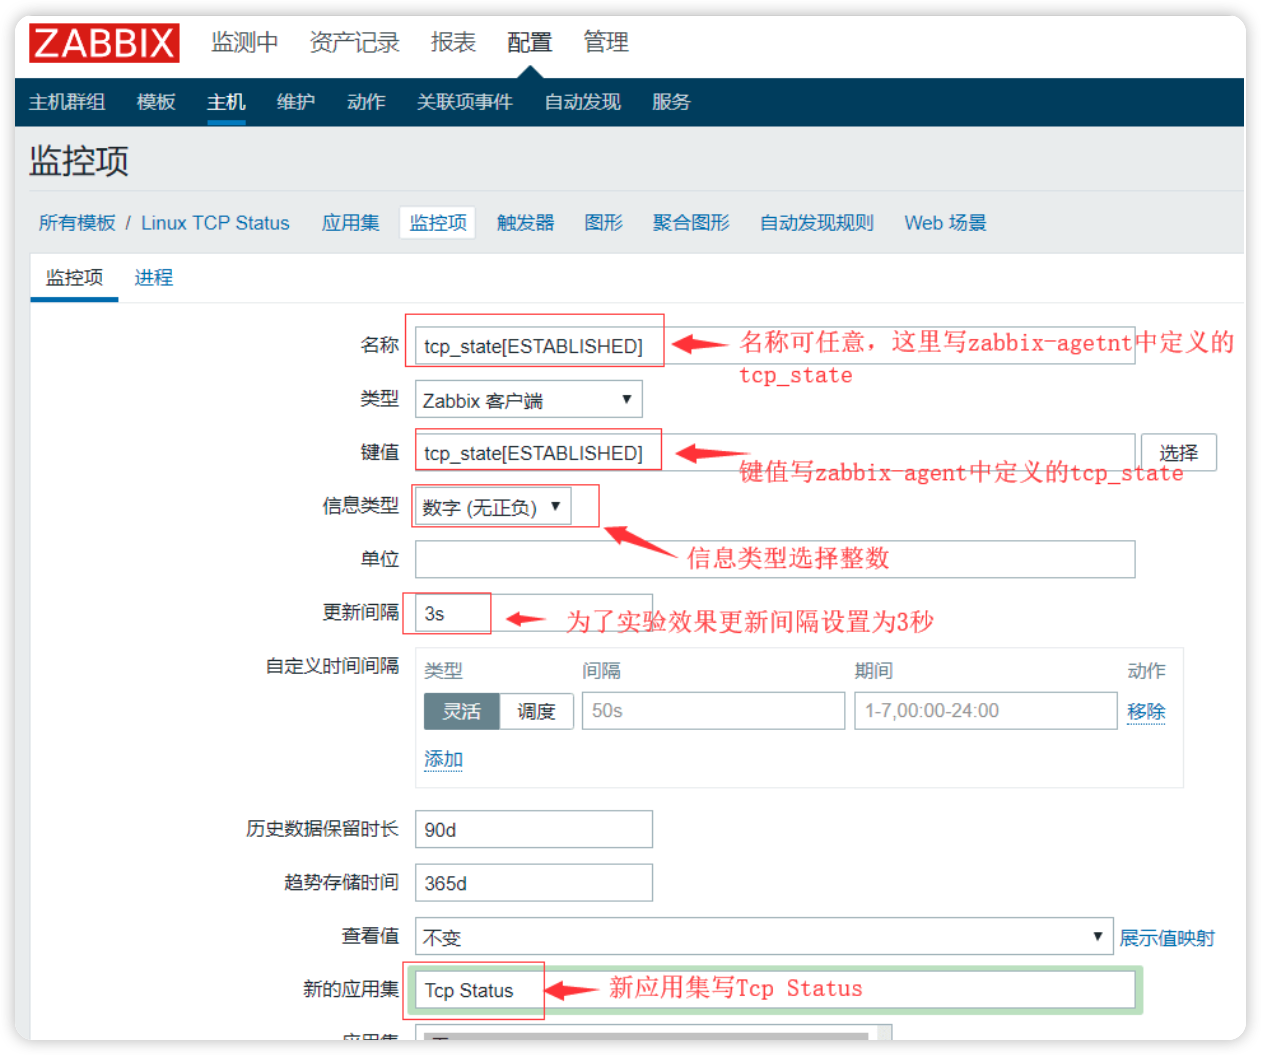 ZABBIX 监测中 资产记录 报表 配置 管理
主机群组 模板 主机 维护 动作 关联项事件 自动发现 服务
监控项
所有模板 / Linux TCP Status 应用集 监控项 触发器 图形 聚合图形 自动发现规则 Web 场景
监控项 进程
名称 tcp_state[ESTABLISHED] 名称可任意，这里写zabbix-agetnt中定义的
tcp_state
类型 Zabbix 客户端
键值 tcp_state[ESTABLISHED] 选择
键值写zabbix-agent中定义的tcp_state
信息类型 数字 (无正负)
单位 信息类型选择整数
更新间隔 3s 为了实验效果更新间隔设置为3秒
自定义时间间隔 类型 间隔 期间 动作
灵活 调度 50s 1-7,00:00-24:00 移除
添加
历史数据保留时长 90d
趋势存储时间 365d
查看值 不变 展示值映射
新的应用集 Tcp Status 新应用集写Tcp Status
应用集